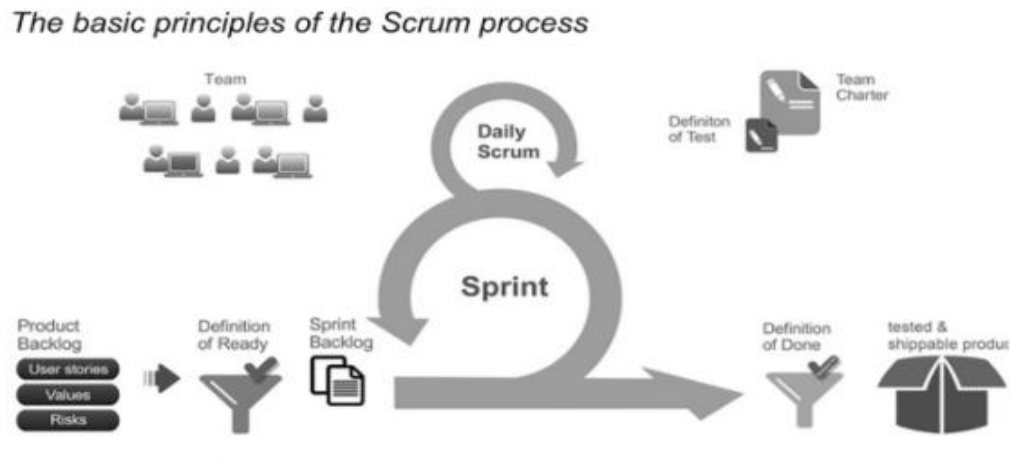 The basic principles of the Scrum process
Team
Daily
Scrum
Team
Charter
Definiton
of Test
Sprint
Product
Backlog
User stories
Values
Risks
Definition
of Ready
Sprint
Backlog
Definition
of Done
tested &
shippable produc